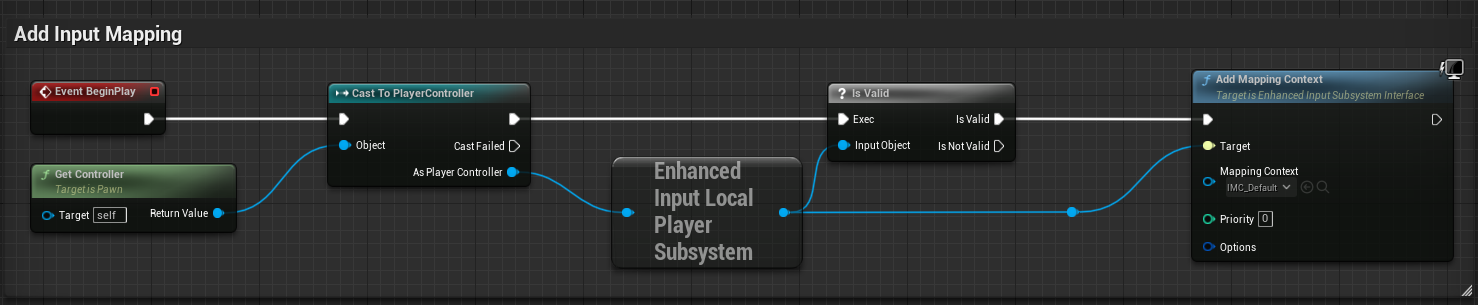 Add Input Mapping
Event BeginPlay
Get Controller
Target is Pawn
Target self
Return Value
Cast To PlayerController
Object
Cast Failed
As Player Controller
Enhanced
Input Local
Player
Subsystem
? Is Valid
Exec
Is Valid
Input Object
Is Not Valid
f Add Mapping Context
Target is Enhanced Input Subsystem Interface
Target
Mapping Context
IMC_Default
Priority 0
Options